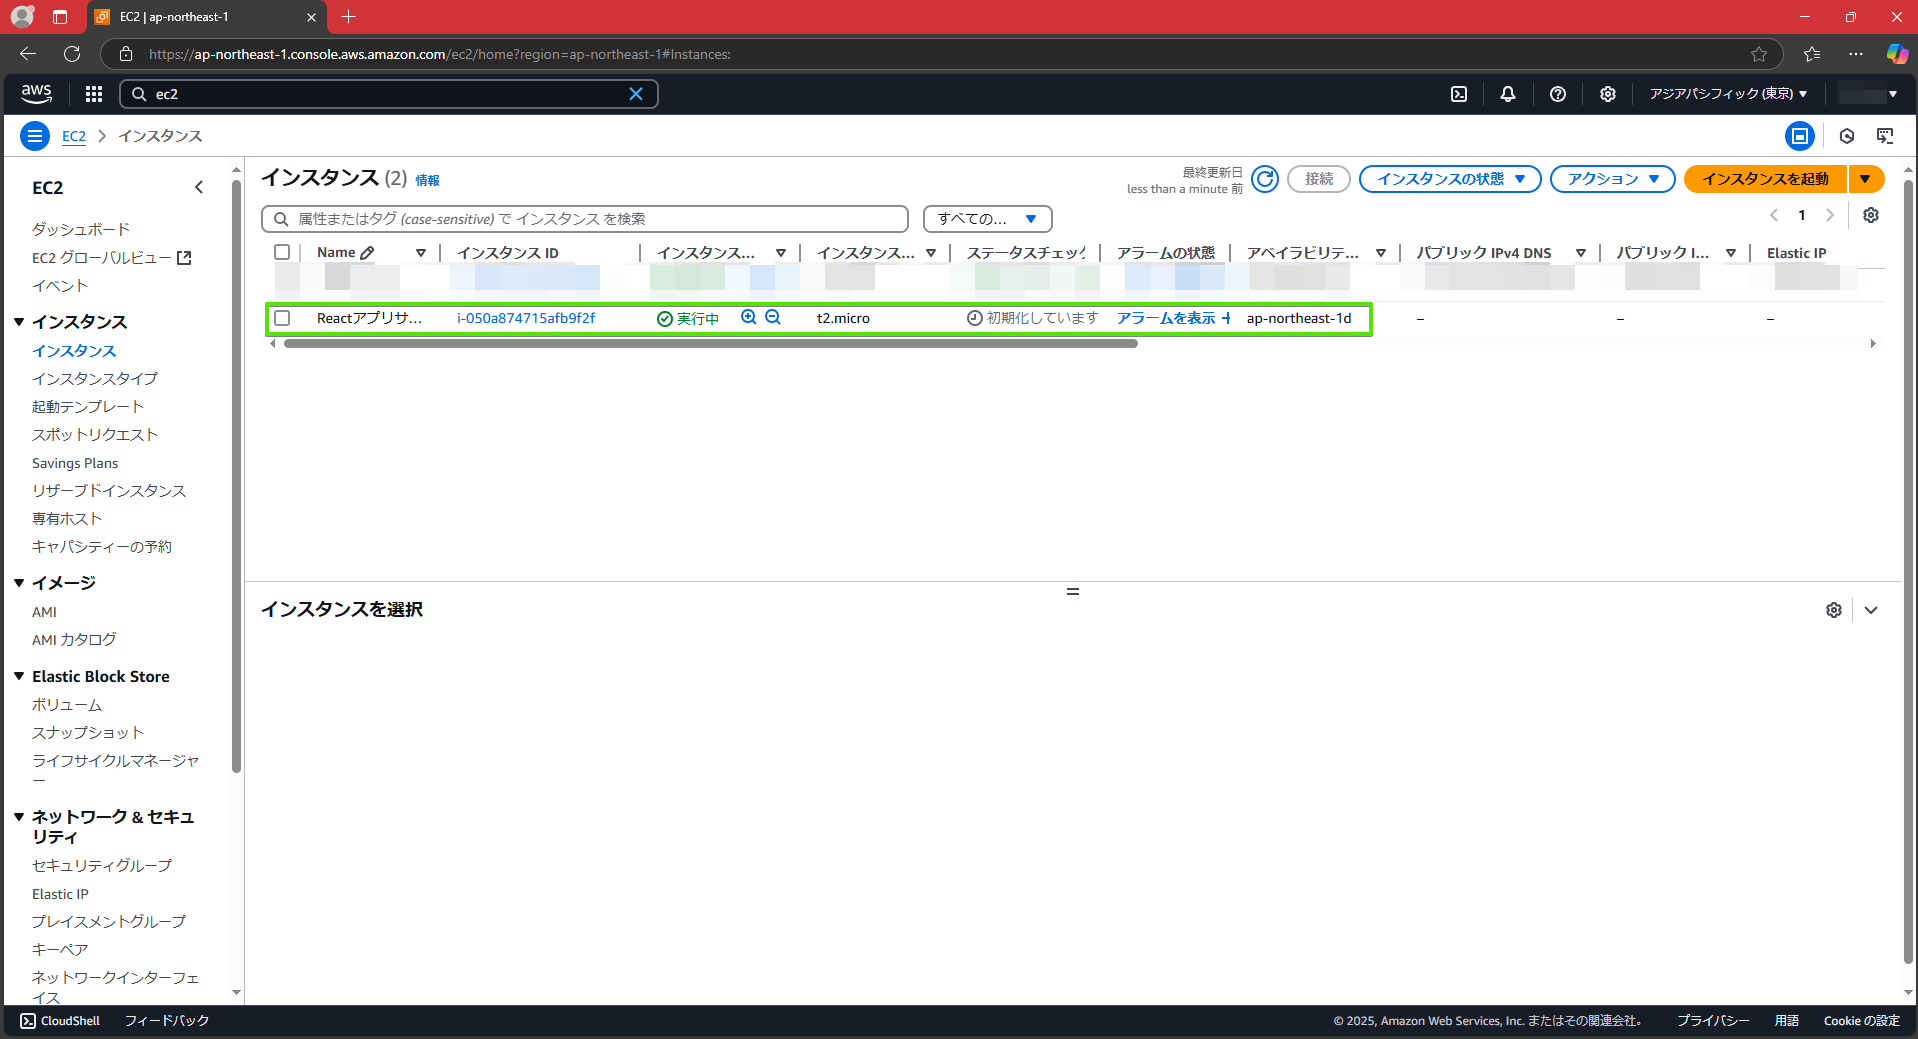 EC2 | ap-northeast-1
https://ap-northeast-1.console.aws.amazon.com/ec2/home?region=ap-northeast-1#Instances:
aws
ec2
アジアパシフィック (東京)
EC2
インスタンス
EC2
ダッシュボード
EC2 グローバルビュー
イベント
インスタンス
インスタンス
インスタンスタイプ
起動テンプレート
スポットリクエスト
Savings Plans
リザーブドインスタンス
専有ホスト
キャパシティーの予約
イメージ
AMI
AMI カタログ
Elastic Block Store
ボリューム
スナップショット
ライフサイクルマネージャ
ー
ネットワーク & セキュ
リティ
セキュリティグループ
Elastic IP
プレイスメントグループ
キーペア
ネットワークインターフェ
イス
インスタンス (2) 情報
最終更新日
less than a minute 前
接続
インスタンスの状態
アクション
インスタンスを起動
属性またはタグ (case-sensitive) で インスタンス を検索
すべての...
1
Name インスタンス ID インスタンス... インスタンス... ステータスチェック アラームの状態 アベイラビリテ... パブリック IPv4 DNS パブリック I... Elastic IP
Reactアプリサ... i-050a874715afb9f2f 実行中 t2.micro 初期化しています アラームを表示 + ap-northeast-1d – – –
インスタンスを選択
CloudShell フィードバック © 2025, Amazon Web Services, Inc. またはその関連会社。 プライバシー 用語 Cookie の設定